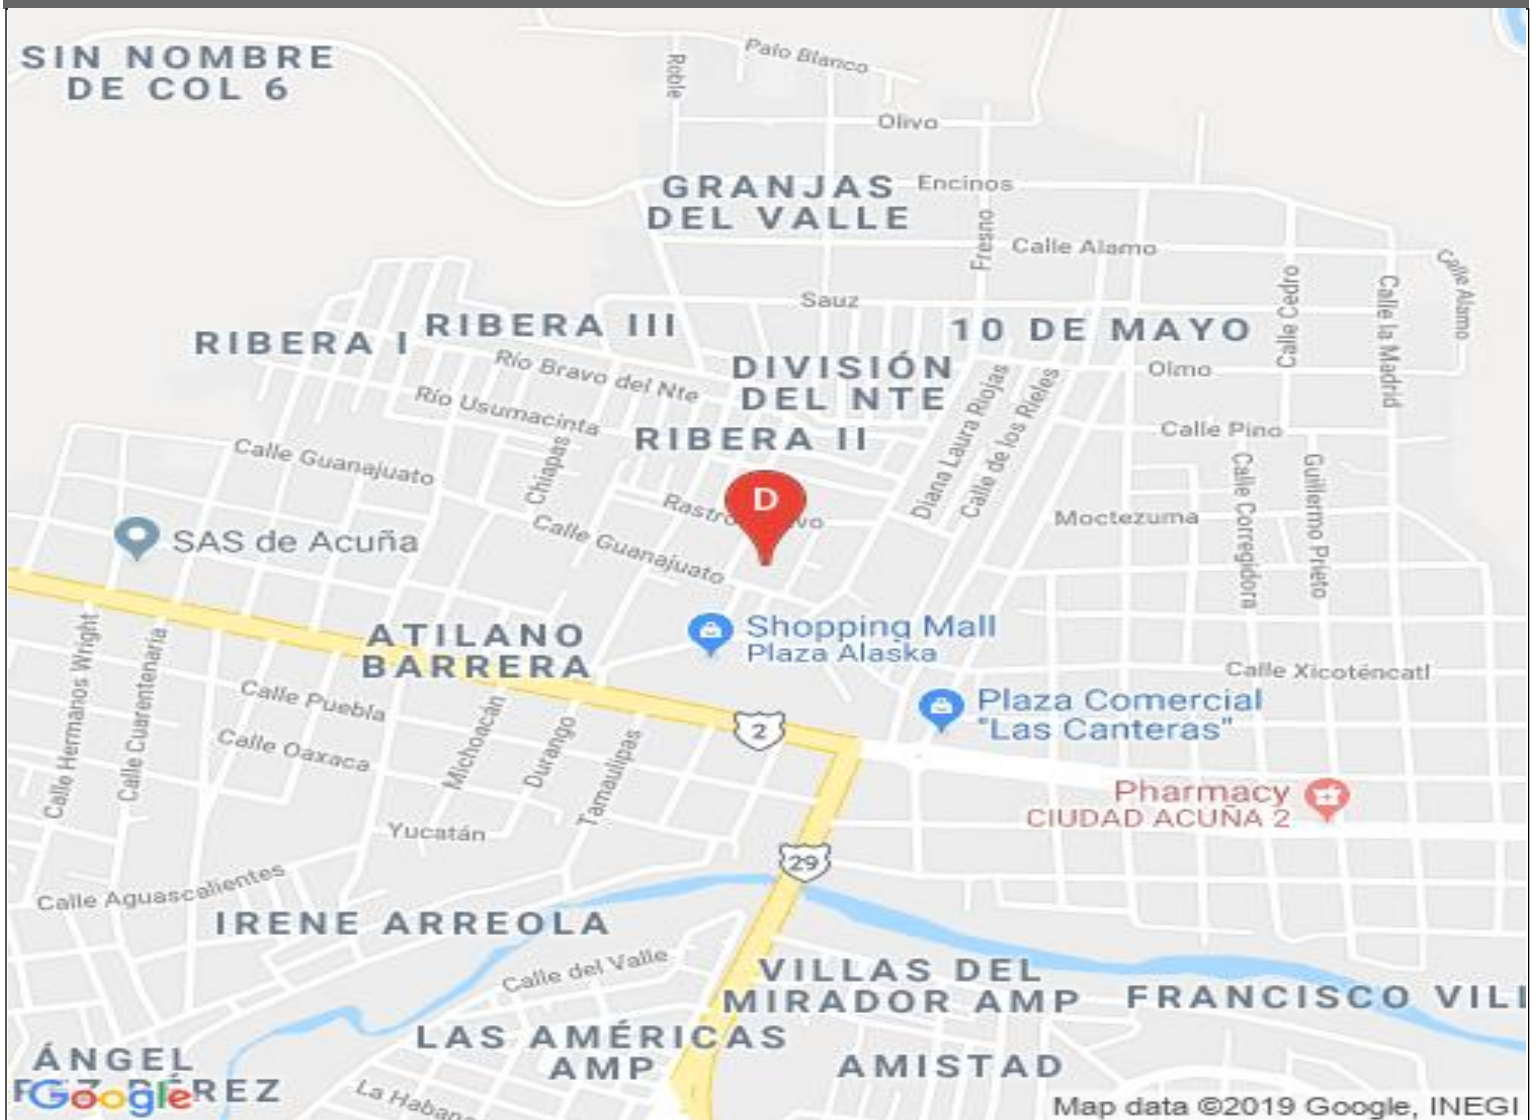 SIN NOMBRE
DE COL 6
Roble
Palo Blanco
Olivo
GRANJAS
DEL VALLE
Encinos
Fresno
Calle Alamo
Calle Alamo
Calle Cedro
Calle la Madrid
Sauz
RIBERA I
RIBERA III
10 DE MAYO
Río Bravo del Nte
DIVISIÓN
DEL NTE
Olmo
Río Usumacinta
RIBERA II
Diana Laura Riojas
Calle de los Rieles
Calle Pino
Calle Guanajuato
Chiapas
Calle Corregidora
Guillermo Prieto
D
Moctezuma
SAS de Acuña
Calle Guanajuato
Shopping Mall
Plaza Alaska
ATILANO
BARRERA
Calle Hermanos Wright
Calle Cuarentenaria
Calle Xicoténcatl
Calle Puebla
Plaza Comercial
"Las Canteras"
Michoacán
Durango
Tamaulipas
2
Calle Oaxaca
Pharmacy
CIUDAD ACUÑA 2
Yucatán
29
Calle Aguascalientes
IRENE ARREOLA
Calle del Valle
VILLAS DEL
MIRADOR AMP
FRANCISCO VILL
LAS AMÉRICAS
AMP
AMISTAD
ÁNGEL
Google
La Habana
Map data ©2019 Google, INEGI